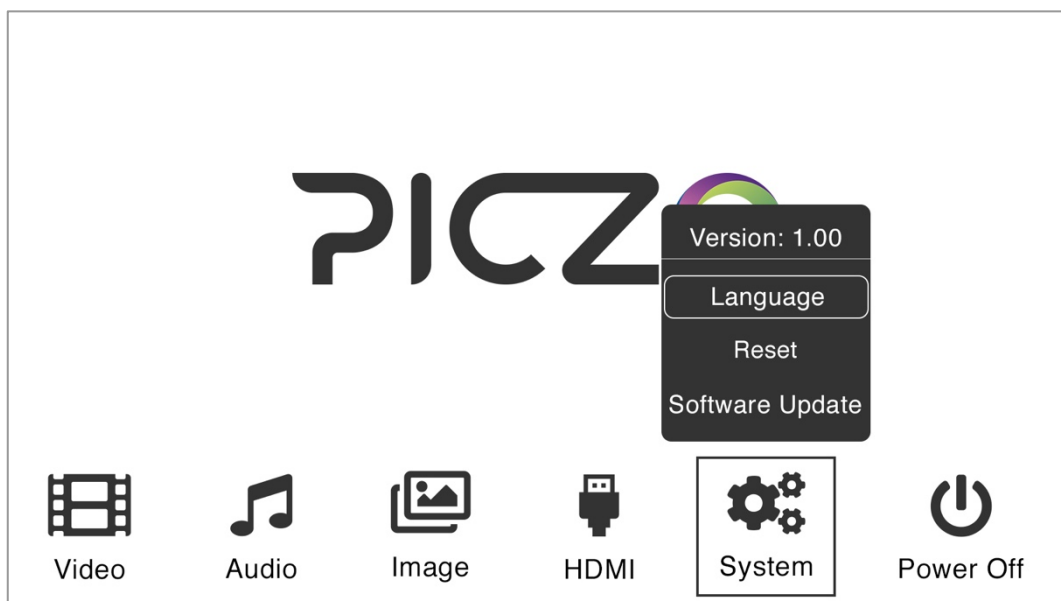 PICZ
Version: 1.00
Language
Reset
Software Update
Video
Audio
Image
HDMI
System
Power Off